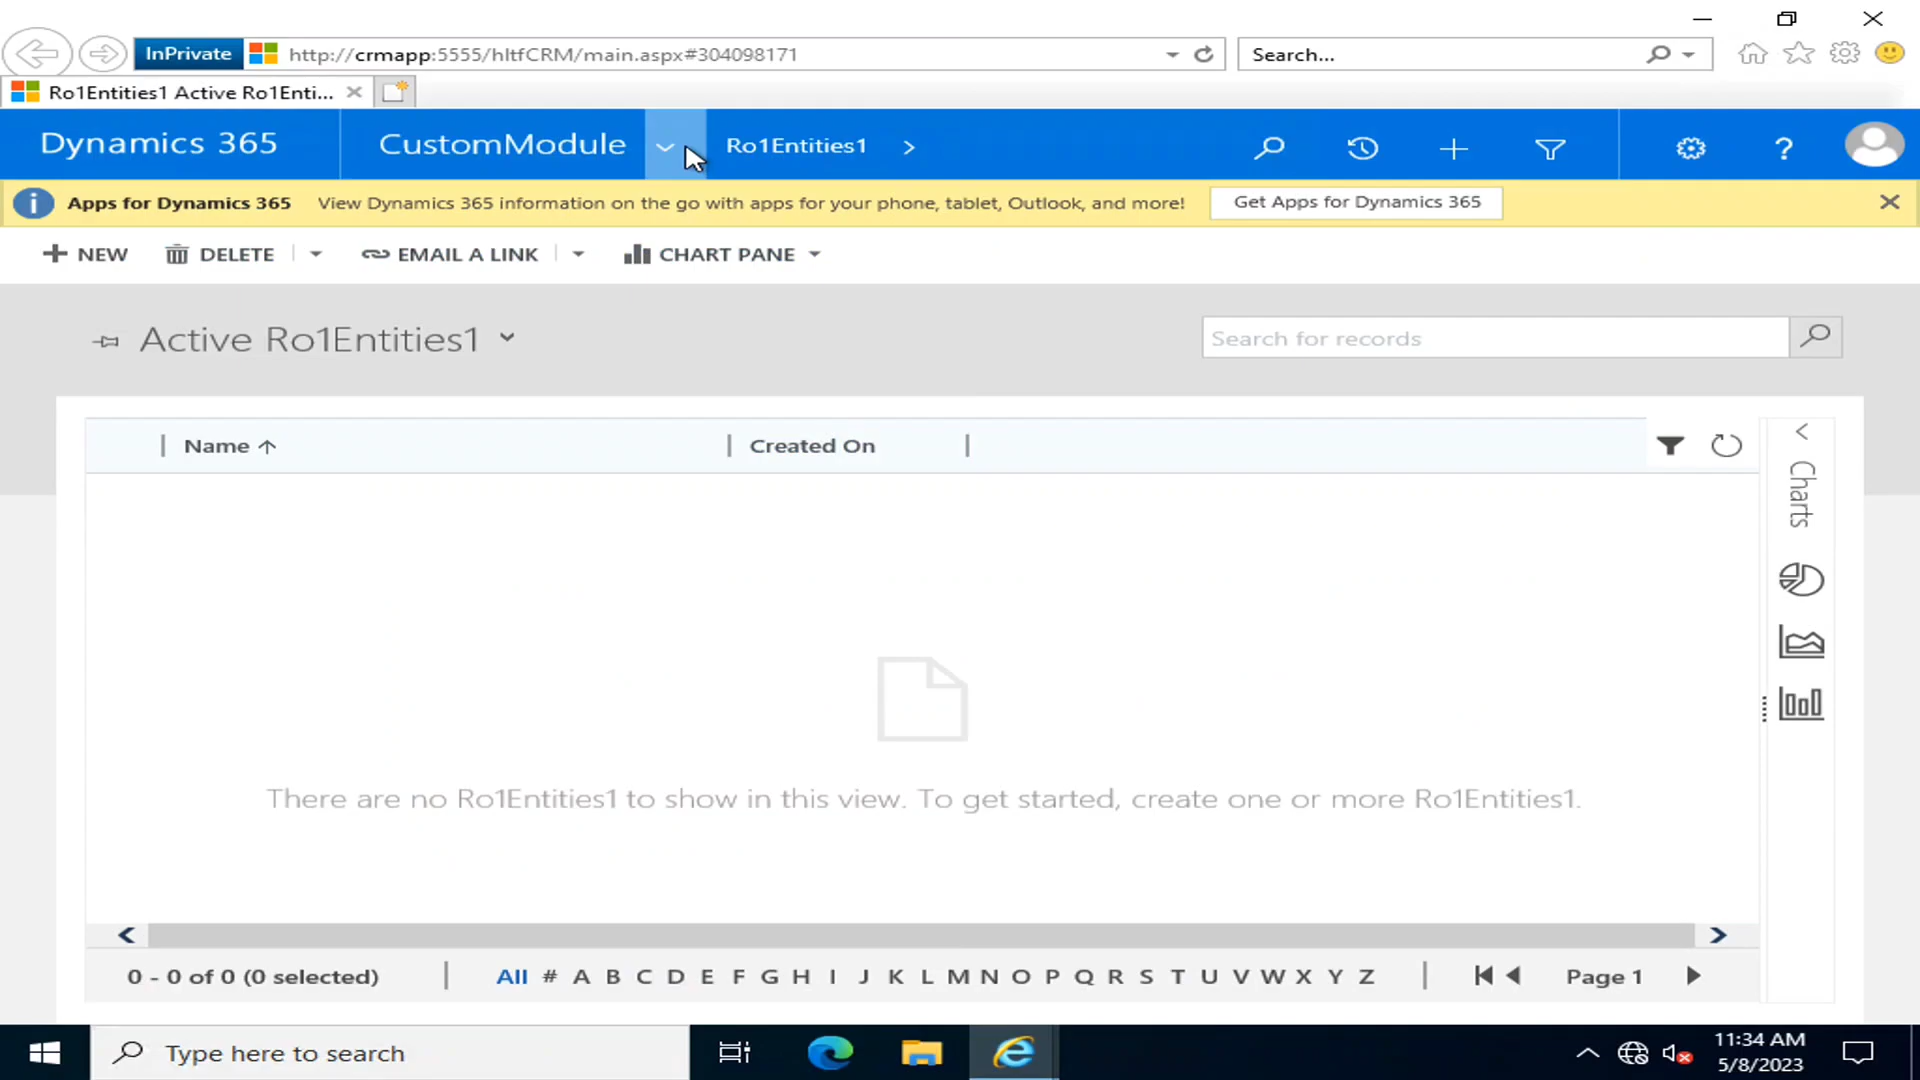 InPrivate
http://crmapp:5555/hltfCRM/main.aspx#304098171
Search...
Ro1Entities1 Active Ro1Enti...
Dynamics 365
CustomModule
Ro1Entities1
?
Apps for Dynamics 365
View Dynamics 365 information on the go with apps for your phone, tablet, Outlook, and more!
Get Apps for Dynamics 365
NEW
DELETE
EMAIL A LINK
CHART PANE
Active Ro1Entities1
Search for records
Name
Created On
Charts
There are no Ro1Entities1 to show in this view. To get started, create one or more Ro1Entities1.
0 - 0 of 0 (0 selected)
All # A B C D E F G H I J K L M N O P Q R S T U V W X Y Z
Page 1
Type here to search
11:34 AM
5/8/2023